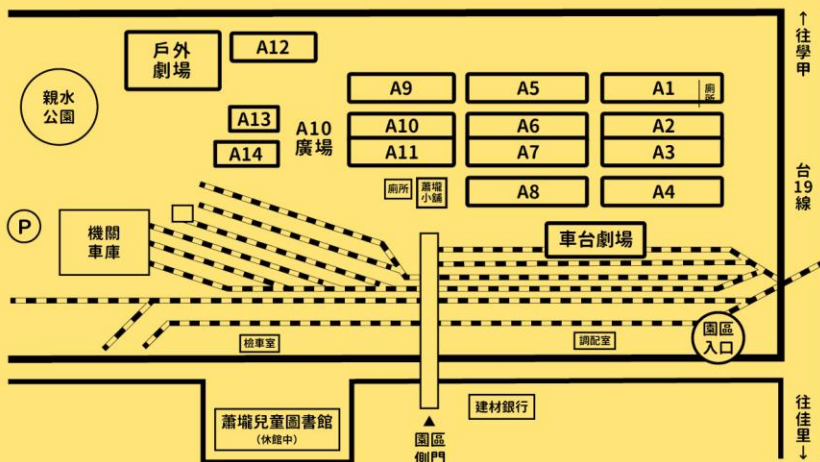 ↑往學甲
戶外
劇場
A12
親水
公園
A9
A5
A1
廁所
A13
A10
廣場
A10
A6
A2
A14
A11
A7
A3
台19線
廁所
蕭壠
小舖
A8
A4
P
機關
車庫
車台劇場
園區
入口
檢車室
調配室
蕭壠兒童圖書館
(休館中)
建材銀行
▲
園區
側門
往佳里↓